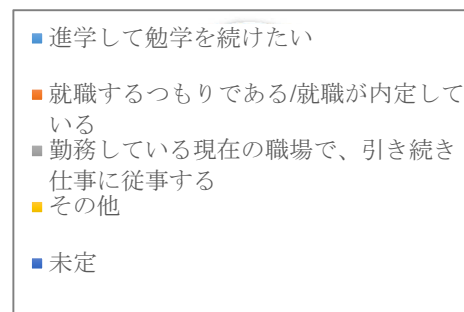 進学して勉学を続けたい
就職するつもりである/就職が内定して
いる
勤務している現在の職場で、引き続き
仕事に従事する
その他
未定